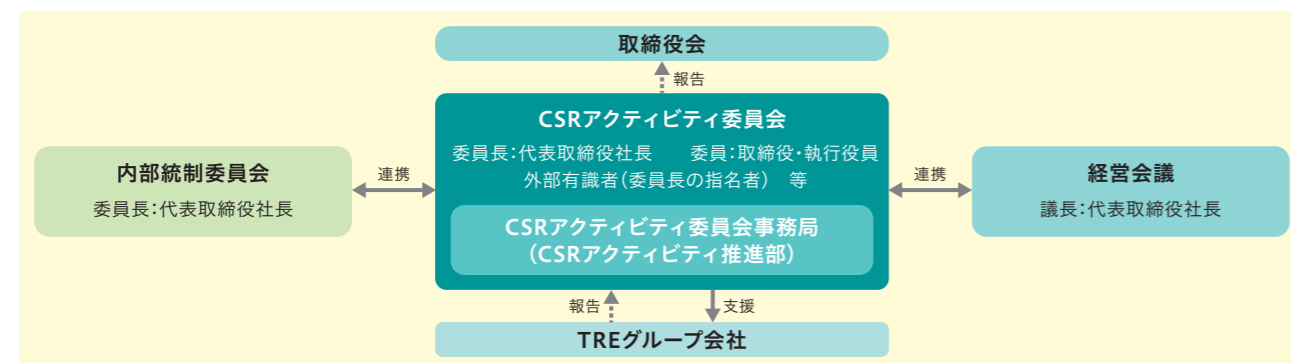 取締役会
報告
CSRアクティビティ委員会
委員長：代表取締役社長　委員：取締役・執行役員
外部有識者（委員長の指名者）　等
CSRアクティビティ委員会事務局
（CSRアクティビティ推進部）
内部統制委員会
委員長：代表取締役社長
連携
連携
経営会議
議長：代表取締役社長
報告
支援
TREグループ会社